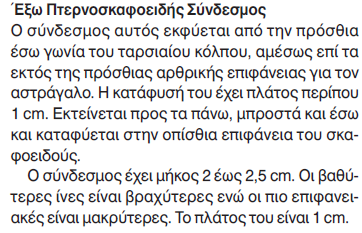 Έξω Πτερνοσκαφοειδής Σύνδεσμος
Ο σύνδεσμος αυτός εκφύεται από την πρόσθια
έσω γωνία του ταρσιαίου κόλπου, αμέσως επί τα
εκτός της πρόσθιας αρθρικής επιφάνειας για τον
αστράγαλο. Η κατάφυσή του έχει πλάτος περίπου
1 cm. Εκτείνεται προς τα πάνω, μπροστά και έσω
και καταφύεται στην οπίσθια επιφάνεια του σκα-
φοειδούς.
Ο σύνδεσμος έχει μήκος 2 έως 2,5 cm. Οι βαθύ-
τερες ίνες είναι βραχύτερες ενώ οι πιο επιφανει-
ακές είναι μακρύτερες. Το πλάτος του είναι 1 cm.